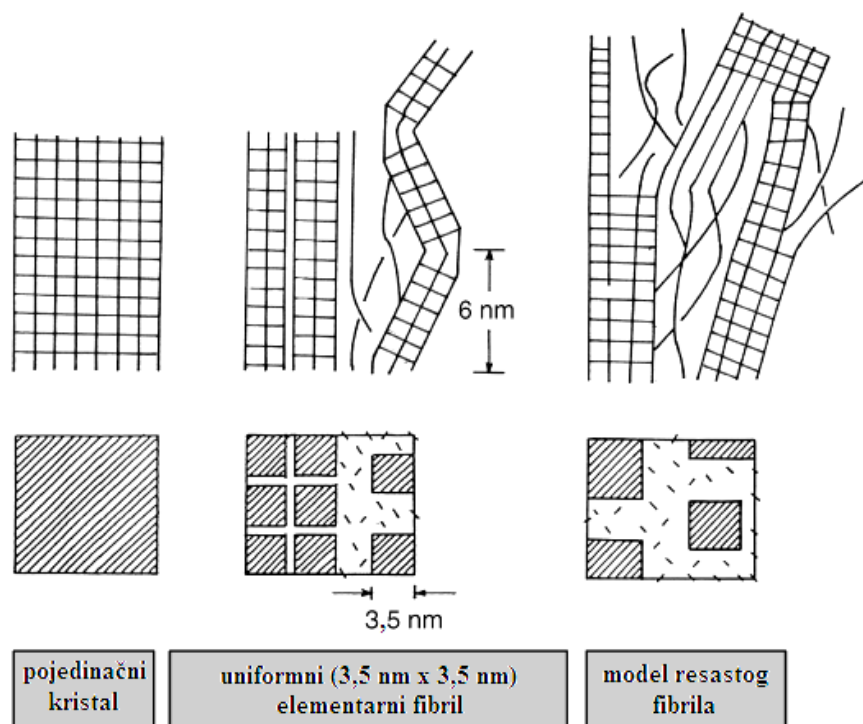 6 nm
3,5 nm
pojedinačni
kristal
uniformni (3,5 nm x 3,5 nm)
elementarni fibril
model resastog
fibrila